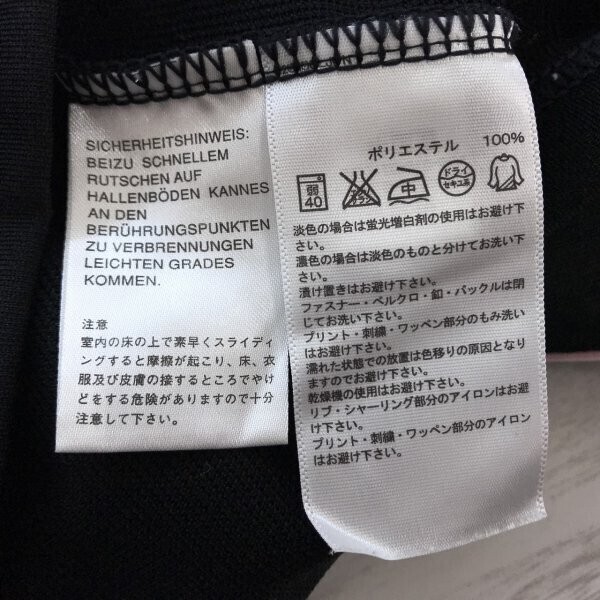 SICHERHEITSHINWEIS:
BEIZU SCHNELLEM
RUTSCHEN AUF
HALLENBÖDEN KANNES
AN DEN
BERÜHRUNGSPUNKTEN
ZU VERBRENNUNGEN
LEICHTEN GRADES
KOMMEN.
注意
室内の床の上で素早くスライディ
ングすると摩擦が起こり、床、衣
服及び皮膚の接するところでやけ
どをする危険がありますので十分
注意して下さい。
ポリエステル 100%
弱 40 中 ドライ セキユ系
淡色の場合は蛍光増白剤の使用はお避け下
さい。
濃色の場合は淡色のものと分けてお洗い下
さい。
漬け置きはお避け下さい。
ファスナー・ベルクロ・釦・バックルは閉
じてお洗い下さい。
プリント・刺繍・ワッペン部分のもみ洗い
はお避け下さい。
濡れた状態での放置は色移りの原因となり
ますのでお避け下さい。
乾燥機の使用はお避け下さい。
リブ・シャーリング部分のアイロンはお避
け下さい。
プリント・刺繍・ワッペン部分のアイロン
はお避け下さい。